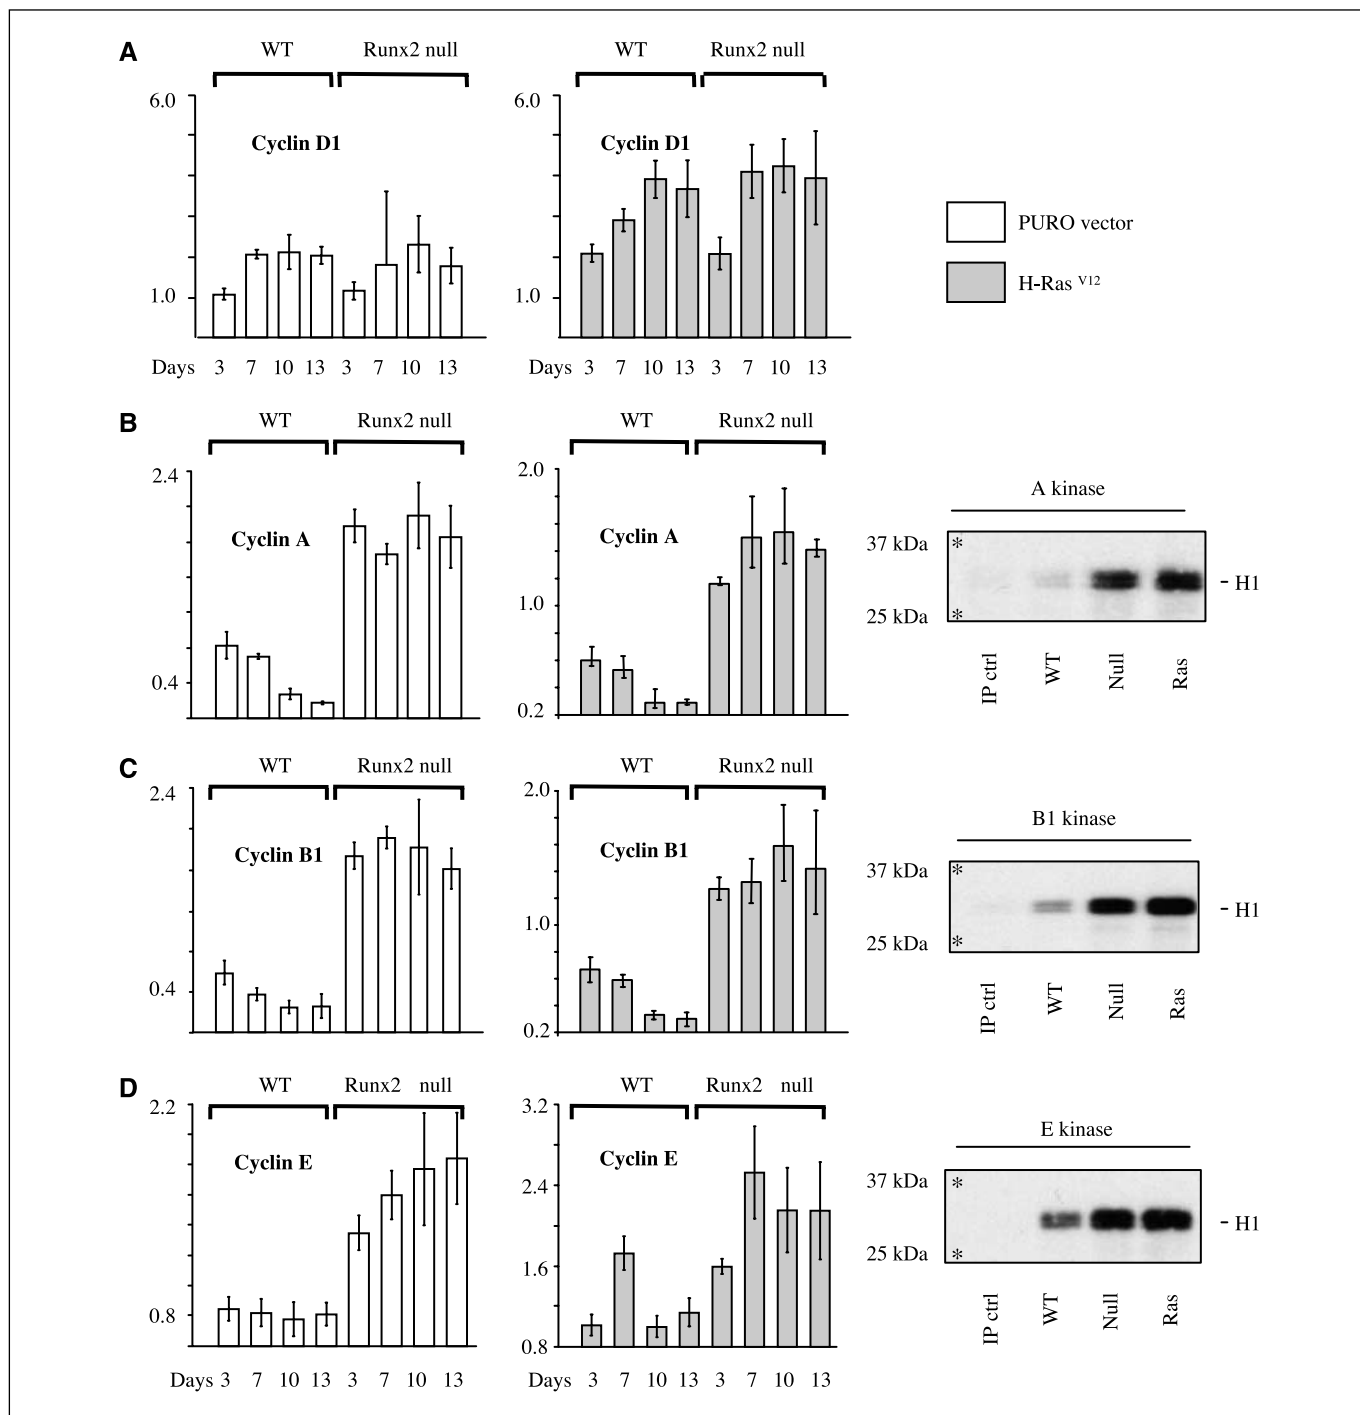 A
WT Runx2 null WT Runx2 null
6.0 6.0
Cyclin D1 Cyclin D1
PURO vector
H-Ras V12
1.0 1.0
Days 3 7 10 13 3 7 10 13 Days 3 7 10 13 3 7 10 13
B
WT Runx2 null WT Runx2 null
2.4 2.0
A kinase
Cyclin A Cyclin A
37 kDa *
- H1
1.0
25 kDa *
0.4
0.2
IP ctrl WT Null Ras
C
WT Runx2 null WT Runx2 null
2.4 2.0
B1 kinase
Cyclin B1 Cyclin B1
37 kDa *
- H1
1.0
25 kDa *
0.4
0.2
IP ctrl WT Null Ras
D
WT Runx2 null WT Runx2 null
2.2 3.2
E kinase
Cyclin E Cyclin E
37 kDa *
2.4
- H1
25 kDa *
1.6
0.8
0.8
IP ctrl WT Null Ras
Days 3 7 10 13 3 7 10 13 Days 3 7 10 13 3 7 10 13